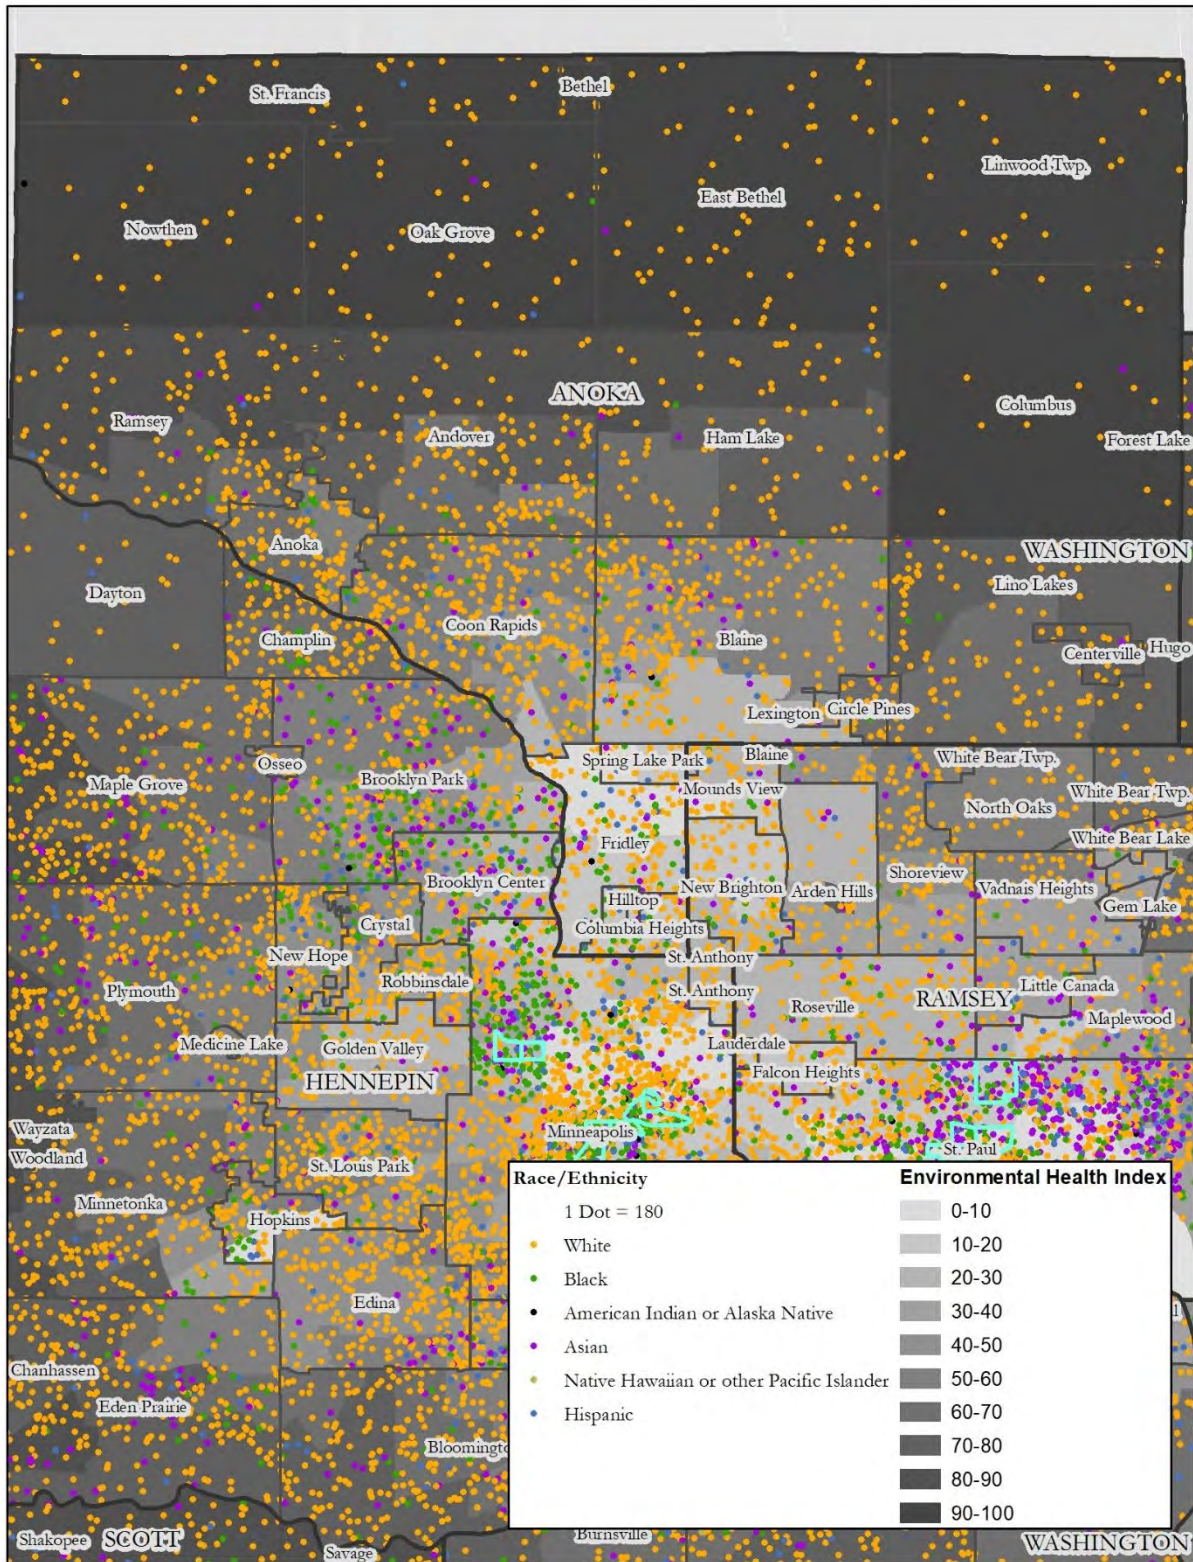 St. Francis
Bethel
Linwood Twp.
East Bethel
Nowthen
Oak Grove
ANOKA
Columbus
Ramsey
Andover
Ham Lake
Forest Lake
Anoka
WASHINGTON
Lino Lakes
Dayton
Coon Rapids
Champlin
Blaine
Centerville
Hugo
Lexington
Circle Pines
Osseo
Spring Lake Park
Blaine
White Bear Twp.
Brooklyn Park
Maple Grove
Mounds View
White Bear Twp.
North Oaks
White Bear Lake
Fridley
Shoreview
Brooklyn Center
New Brighton
Arden Hills
Vadnais Heights
Hilltop
Gem Lake
Crystal
Columbia Heights
New Hope
St. Anthony
Robbinsdale
Plymouth
St. Anthony
Roseville
RAMSEY
Little Canada
Maplewood
Medicine Lake
Golden Valley
Lauderdale
Falcon Heights
HENNEPIN
Wayzata
Minneapolis
St. Paul
Woodland
St. Louis Park
Minnetonka
Hopkins
Edina
Chanhassen
Eden Prairie
Bloomingto
Shakopee
SCOTT
Savage
Burnsville
WASHINGTON
Race/Ethnicity
1 Dot = 180
White
Black
American Indian or Alaska Native
Asian
Native Hawaiian or other Pacific Islander
Hispanic
Environmental Health Index
0-10
10-20
20-30
30-40
40-50
50-60
60-70
70-80
80-90
90-100